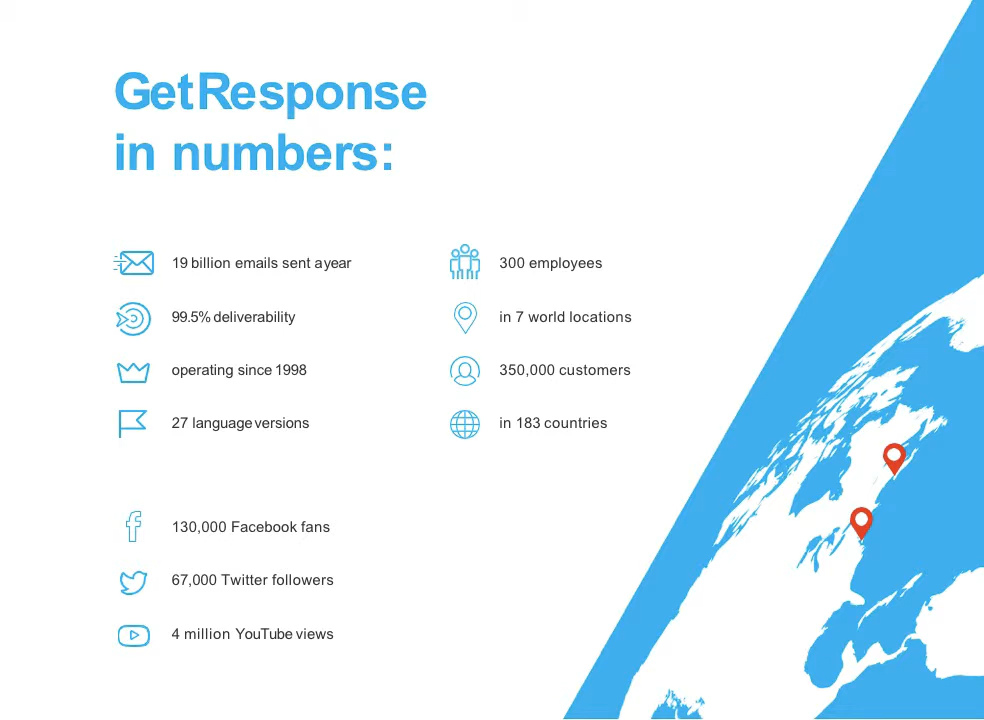 GetResponse
in numbers:
19 billion emails sent a year
99.5% deliverability
operating since 1998
27 language versions
300 employees
in 7 world locations
350,000 customers
in 183 countries
130,000 Facebook fans
67,000 Twitter followers
4 million YouTube views